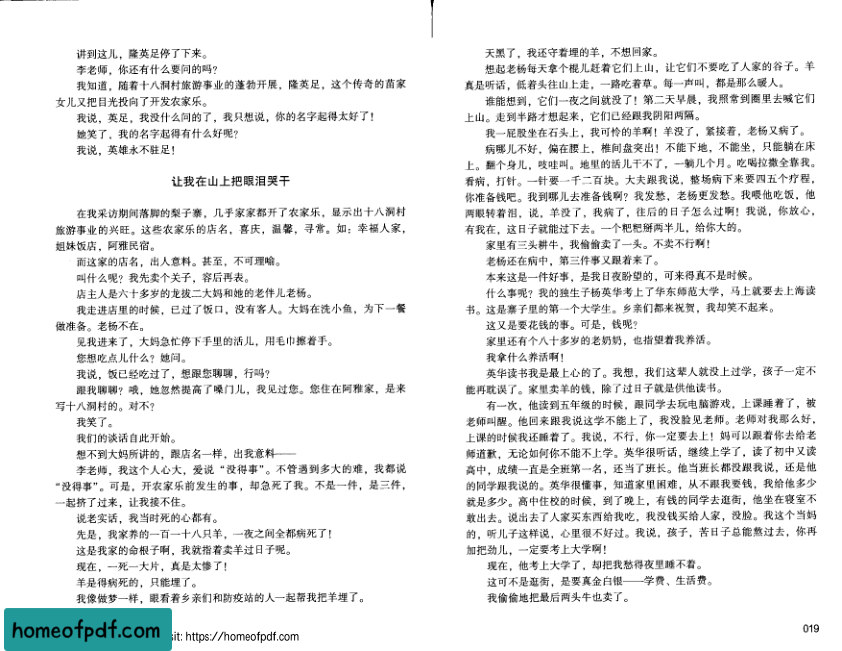 讲到这儿，隆英足停了下来。
李老师，你还有什么要问的吗？
我知道，随着十八洞村旅游事业的蓬勃开展，隆英足，这个传奇的苗家
女儿又把目光投向了开发农家乐。
我说，英足，我没什么问的了，我只想说，你的名字起得太好了！
她笑了，我的名字起得有什么好呢？
我说，英雄永不驻足！
让我在山上把眼泪哭干
在我采访期间落脚的梨子寨，几乎家家都开了农家乐，显示出十八洞村
旅游事业的兴旺。这些农家乐的店名，喜庆，温馨，寻常。如：幸福人家，
姐妹饭店，阿雅民宿。
而这家的店名，出人意料。甚至，不可理喻。
叫什么呢？我先卖个关子，容后再表。
店主人是六十多岁的龙拔二大妈和她的老伴儿老杨。
我走进店里的时候，已过了饭口，没有客人。大妈在洗小鱼，为下一餐
做准备。老杨不在。
见我进来了，大妈急忙停下手里的活儿，用毛巾擦着手。
您想吃点儿什么？她问。
我说，饭已经吃过了，想跟您聊聊，行吗？
跟我聊聊？哦，她忽然提高了嗓门儿，我见过您。您住在阿雅家，是来
写十八洞村的。对不？
我笑了。
我们的谈话自此开始。
想不到大妈所讲的，跟店名一样，出我意料——
李老师，我这个人心大，爱说“没得事”。不管遇到多大的难，我都说
“没得事”。可是，开农家乐前发生的事，却急死了我。不是一件，是三件，
一起挤了过来，让我接不住。
说老实话，我当时死的心都有。
先是，我家养的一百一十八只羊，一夜之间全都病死了！
这是我家的命根子啊，我就指着卖羊过日子呢。
现在，一死一大片，真是太惨了！
羊是得病死的，只能埋了。
我像做梦一样，眼看着乡亲们和防疫站的人一起帮我把羊埋了。
homeofpdf.com
sit: https://homeofpdf.com
天黑了，我还守着埋的羊，不想回家。
想起老杨每天拿个棍儿赶着它们上山，让它们不要吃了人家的谷子。羊
真是听话，低着头往山上走，一路吃着草。每一声叫，都是那么暖人。
谁能想到，它们一夜之间就没了！第二天早晨，我照常到圈里去喊它们
上山。走到半路才想起来，它们已经跟我阴阳两隔。
我一屁股坐在石头上，我可怜的羊啊！羊没了，紧接着，老杨又病了。
病哪儿不好，偏在腰上，椎间盘突出！不能下地，不能坐，只能躺在床
上。翻个身儿，吱哇叫。地里的活儿干不了，一躺几个月。吃喝拉撒全靠我。
看病，打针。一针要一千二百块。大夫跟我说，整场病下来要四五个疗程，
你准备钱吧。我到哪儿去准备钱啊？我发愁，老杨更发愁。我喂他吃饭，他
两眼转着泪，说，羊没了，我病了，往后的日子怎么过啊！我说，你放心，
有我在，这日子就能过下去。一个粑粑掰两半儿，给你大的。
家里有三头耕牛，我偷偷卖了一头。不卖不行啊！
老杨还在病中，第三件事又跟着来了。
本来这是一件好事，是我日夜盼望的，可来得真不是时候。
什么事呢？我的独生子杨英华考上了华东师范大学，马上就要去上海读
书。这是寨子里的第一个大学生。乡亲们都来祝贺，我却笑不起来。
这又是要花钱的事。可是，钱呢？
家里还有个八十多岁的老奶奶，也指望着我养活。
我拿什么养活啊！
英华读书我是最上心的了。我想，我们这辈人就没上过学，孩子一定不
能再耽误了。家里卖羊的钱，除了过日子就是供他读书。
有一次，他读到五年级的时候，跟同学去玩电脑游戏，上课睡着了，被
老师叫醒。他回来跟我说这学不能上了，我没脸见老师。老师对我那么好，
上课的时候我还睡着了。我说，不行，你一定要去上！妈可以跟着你去给老
师道歉，无论如何你不能不上学。英华很听话，继续上学了，读了初中又读
高中，成绩一直是全班第一名，还当了班长。他当班长都没跟我说，还是他
的同学跟我说的。英华很懂事，知道家里困难，从不跟我要钱，我给他多少
就是多少。高中住校的时候，到了晚上，有钱的同学去逛街，他坐在寝室不
敢出去。说出去了人家买东西给我吃，我没钱买给人家，没脸。我这个当妈
的，听儿子这样说，心里很不好过。我说，孩子，苦日子总能熬过去，你再
加把劲儿，一定要考上大学啊！
现在，他考上大学了，却把我愁得夜里睡不着。
这可不是逛街，是要真金白银——学费、生活费。
我偷偷地把最后两头牛也卖了。
019